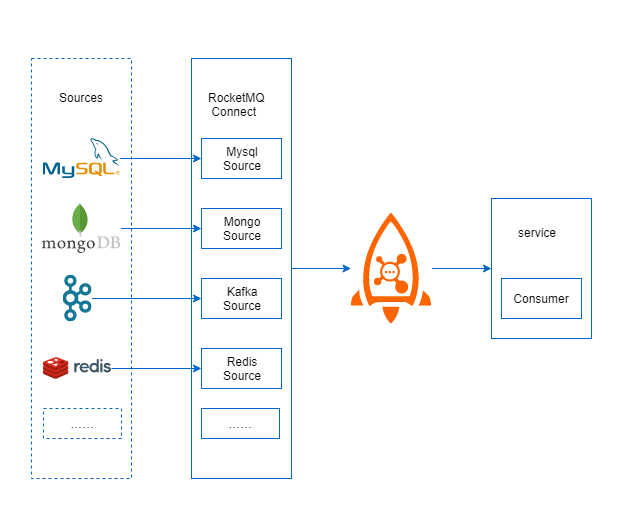 Sources
RocketMQ
Connect
MySQL®
Mysql
Source
mongoDB
Mongo
Source
Kafka
Source
redis
Redis
Source
……
……
service
Consumer